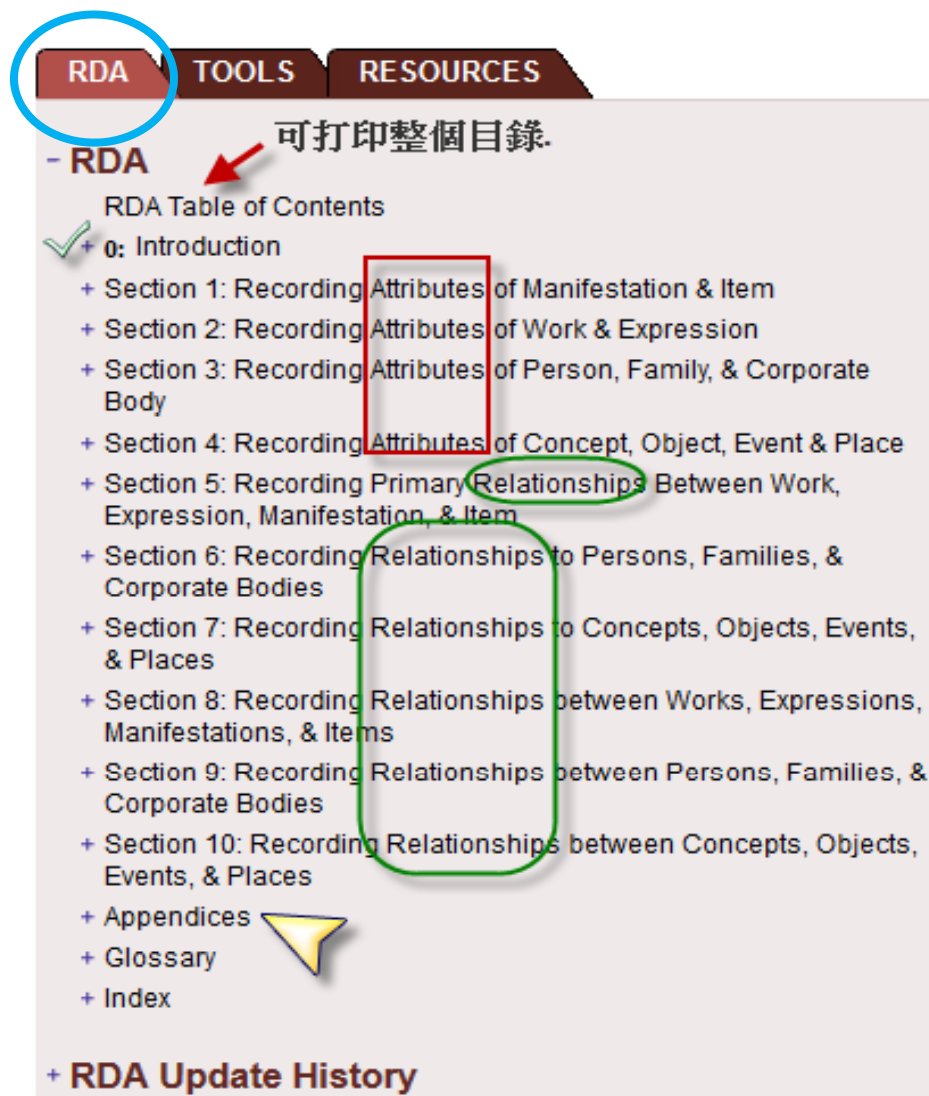 RDA TOOLS RESOURCES
可打印整個目錄.
- RDA
RDA Table of Contents
+ 0: Introduction
+ Section 1: Recording Attributes of Manifestation & Item
+ Section 2: Recording Attributes of Work & Expression
+ Section 3: Recording Attributes of Person, Family, & Corporate
Body
+ Section 4: Recording Attributes of Concept, Object, Event & Place
+ Section 5: Recording Primary Relationships Between Work,
Expression, Manifestation, & Item
+ Section 6: Recording Relationships to Persons, Families, &
Corporate Bodies
+ Section 7: Recording Relationships to Concepts, Objects, Events,
& Places
+ Section 8: Recording Relationships between Works, Expressions,
Manifestations, & Items
+ Section 9: Recording Relationships between Persons, Families, &
Corporate Bodies
+ Section 10: Recording Relationships between Concepts, Objects,
Events, & Places
+ Appendices
+ Glossary
+ Index
+ RDA Update History